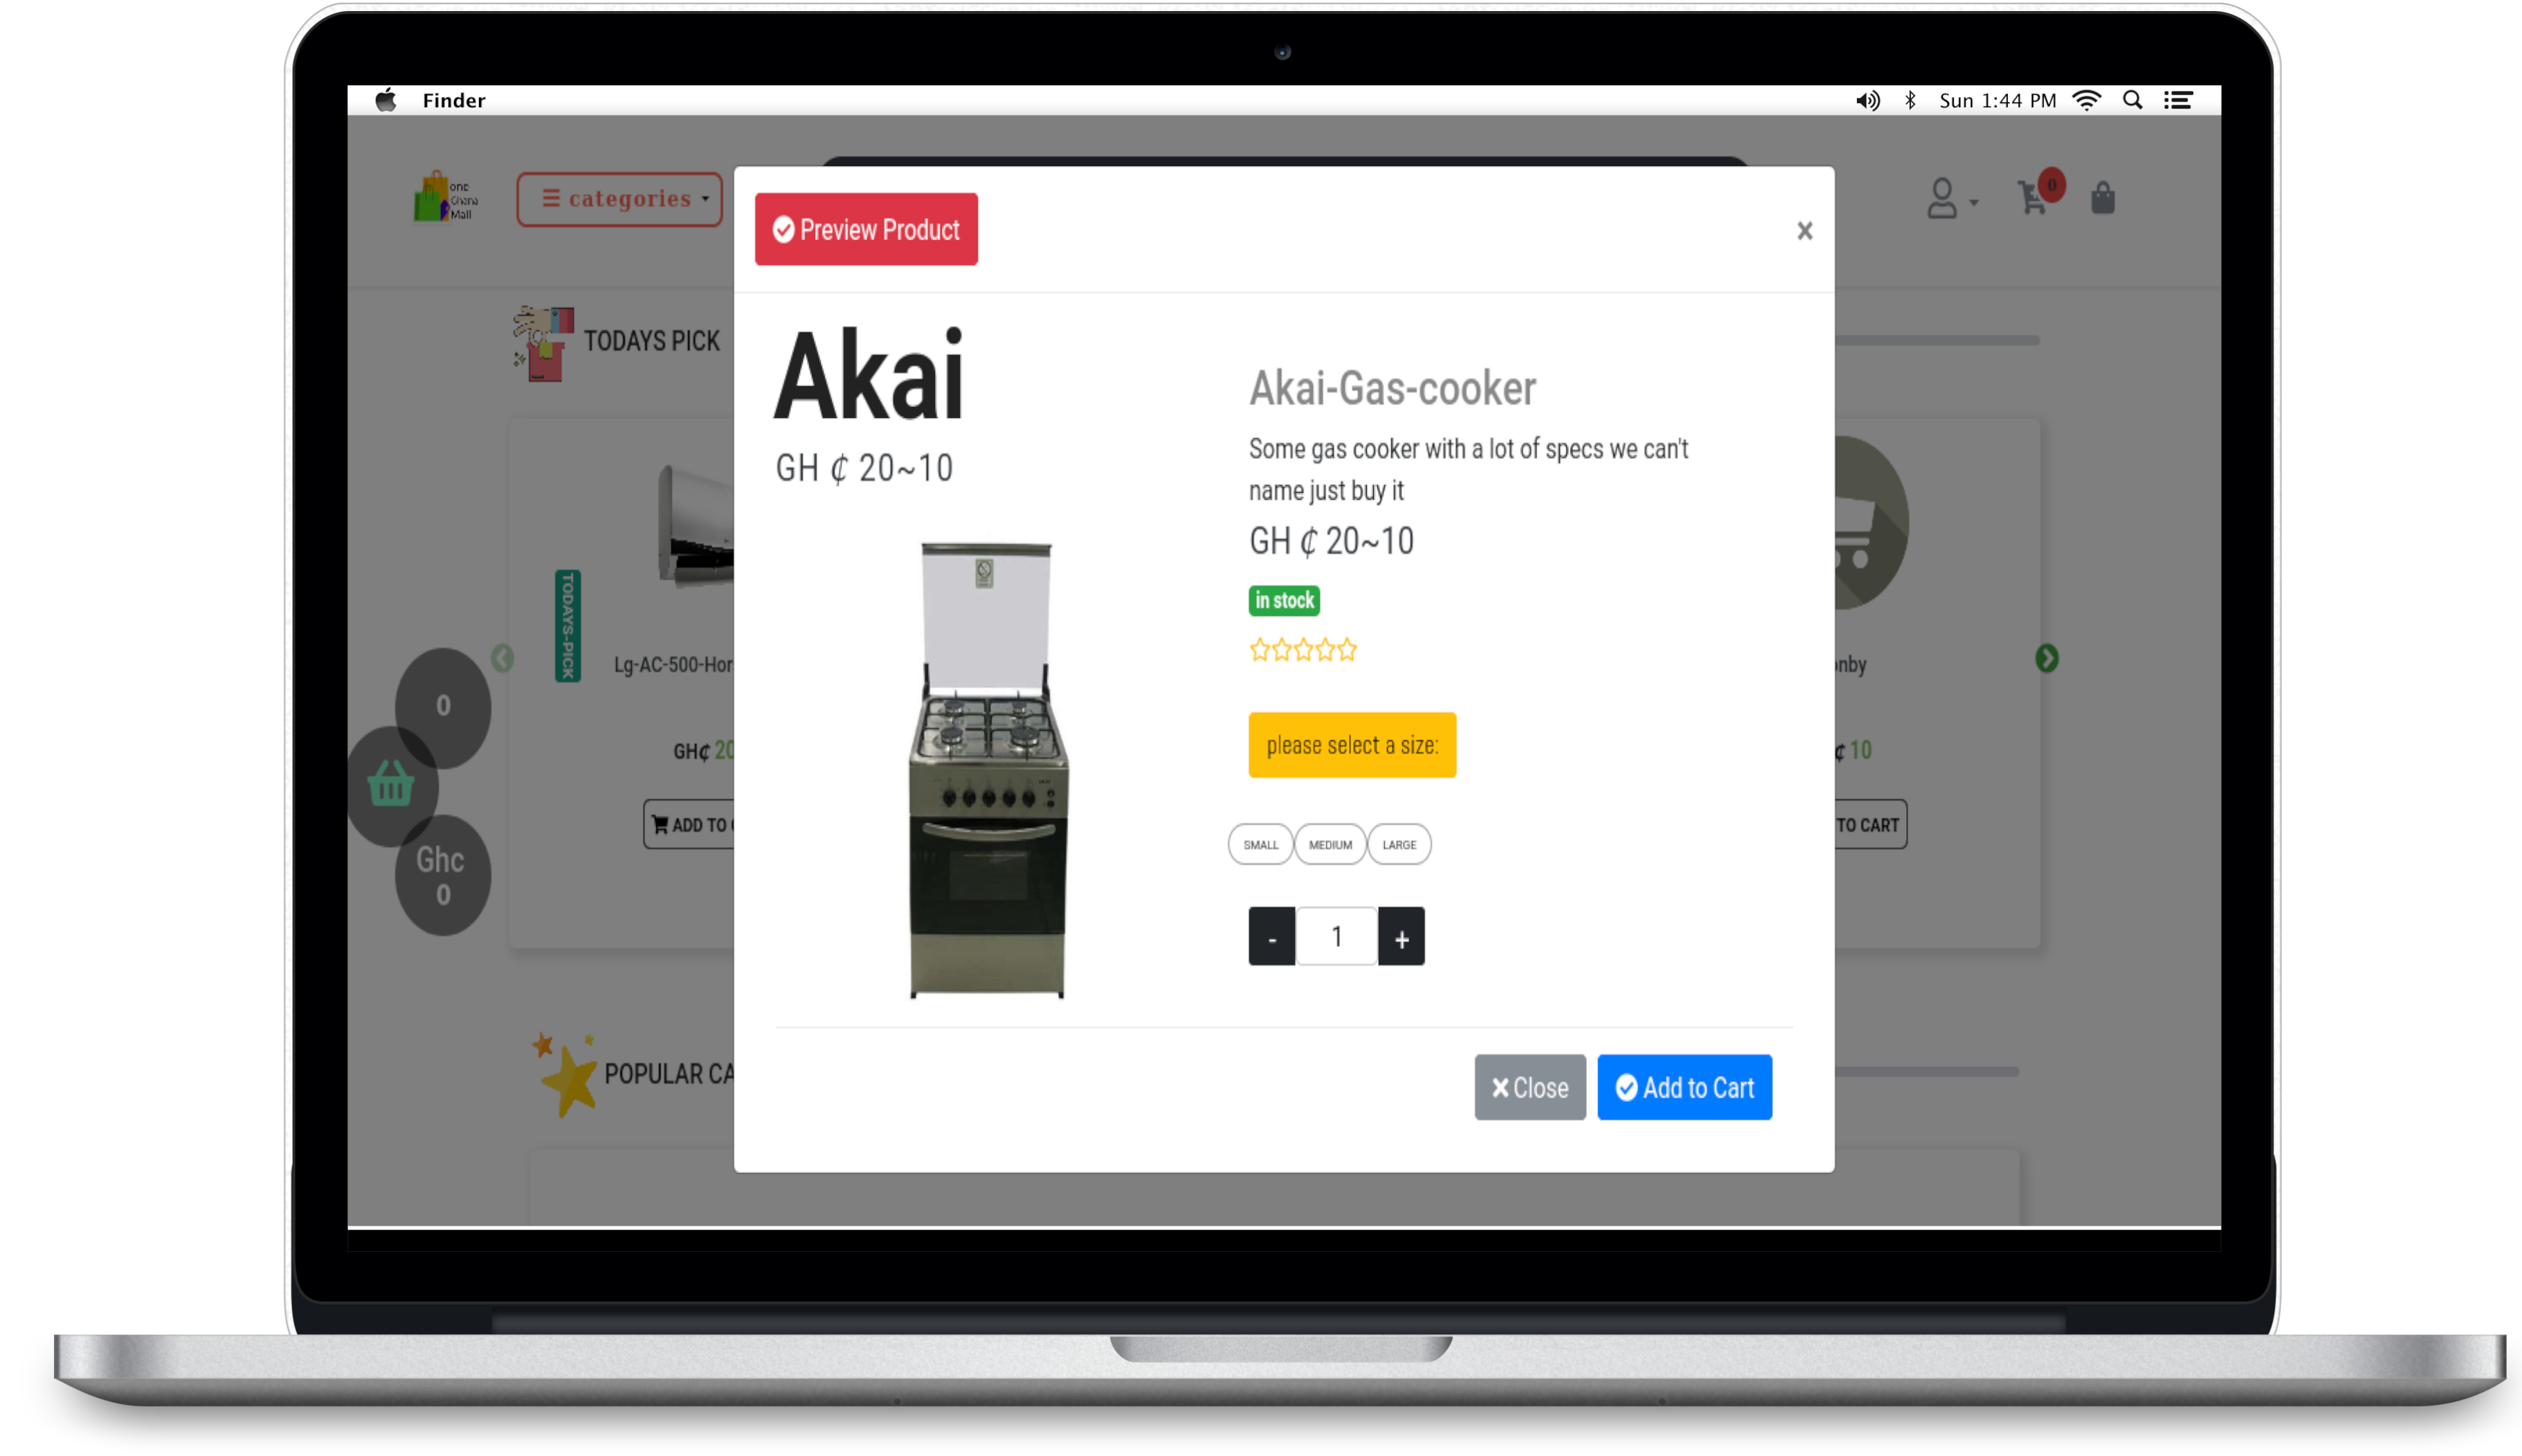 Finder
Sun 1:44 PM
one
Ghana
Mall
categories
0
Preview Product
×
TODAYS PICK
Akai
GH ₵ 20~10
Akai-Gas-cooker
Some gas cooker with a lot of specs we can't
name just buy it
GH ₵ 20~10
in stock
TODAYS-PICK
Lg-AC-500-Hor
nby
0
please select a size:
GH₵ 20
₵ 10
ADD TO
TO CART
SMALL
MEDIUM
LARGE
Ghc
0
- 1 +
POPULAR CA
Close
Add to Cart